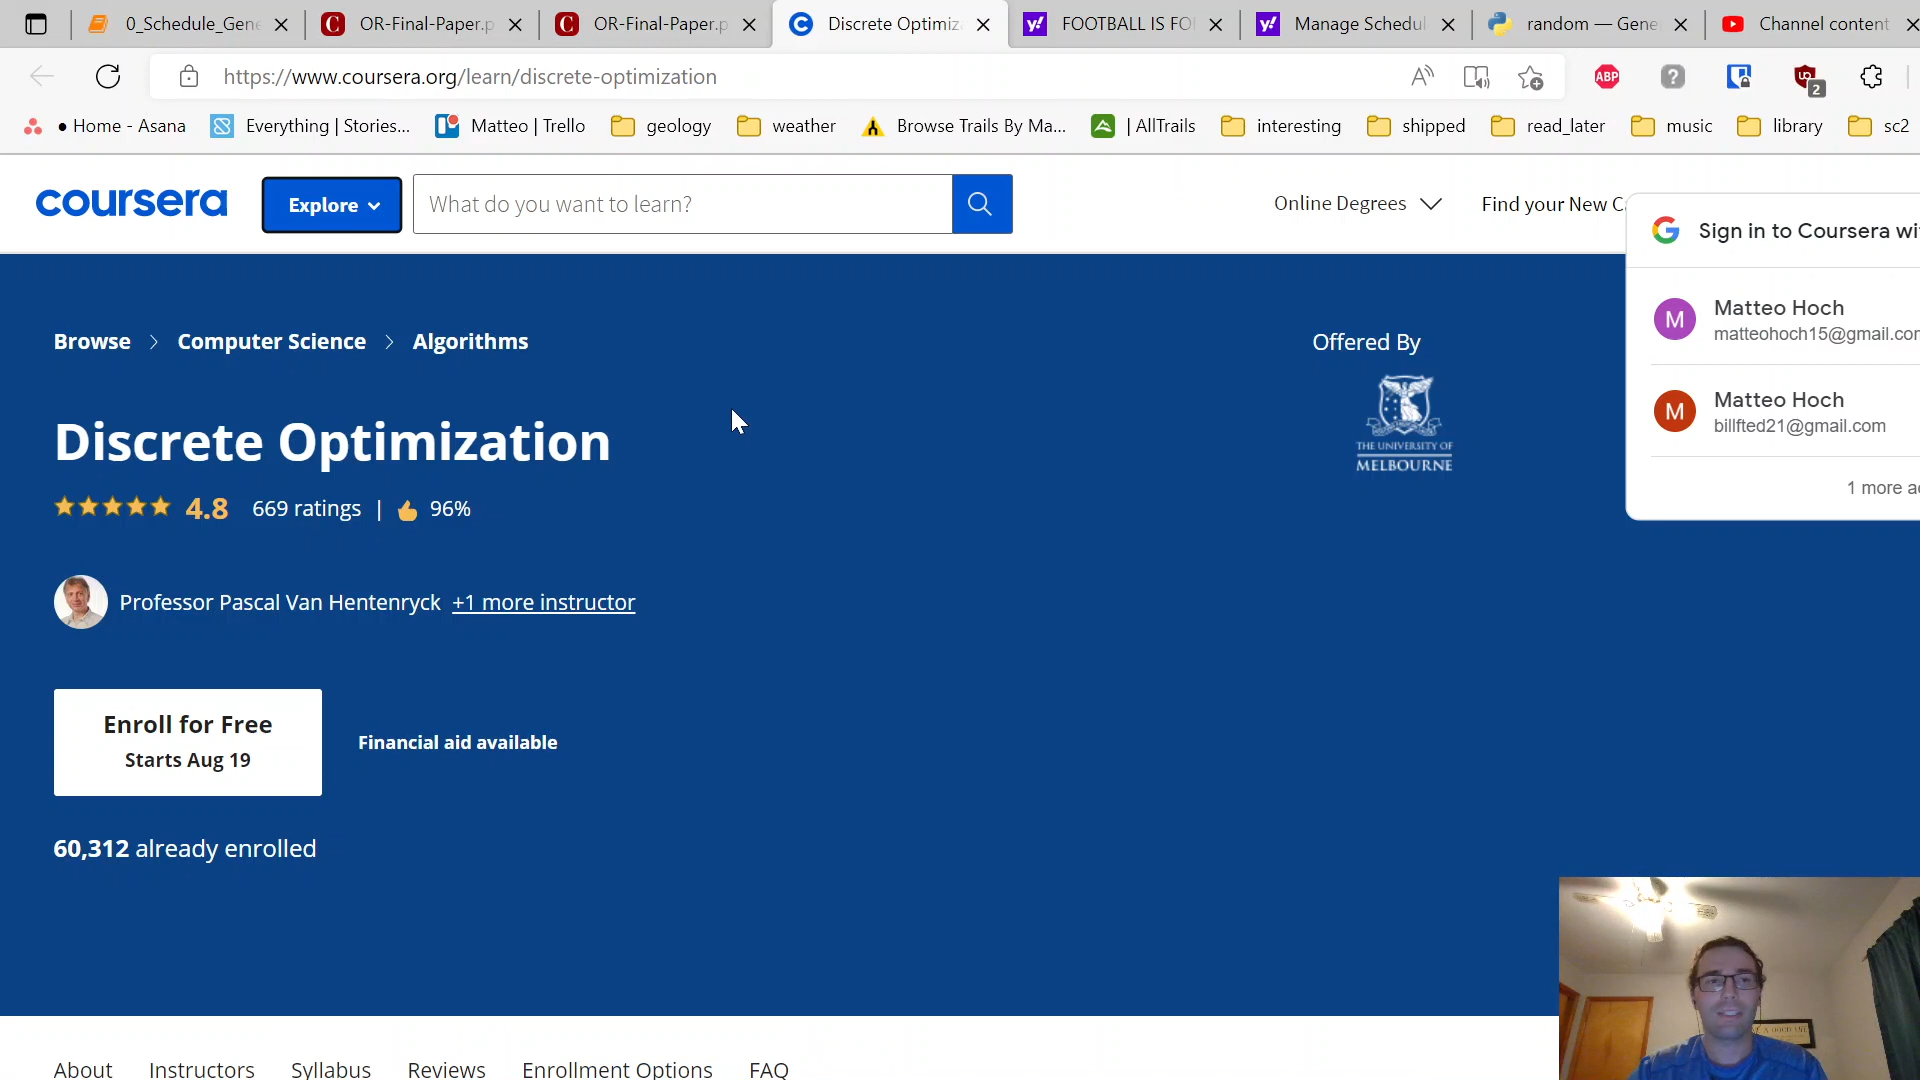 0_Schedule_Gene
OR-Final-Paper.p
OR-Final-Paper.p
Discrete Optimiza
FOOTBALL IS FO
Manage Schedul
random — Gene
Channel content
https://www.coursera.org/learn/discrete-optimization
ABP
2
• Home - Asana
Everything | Stories...
Matteo | Trello
geology
weather
Browse Trails By Ma...
| AllTrails
interesting
shipped
read_later
music
library
sc2
coursera
Explore
What do you want to learn?
Online Degrees
Find your New Ca
Sign in to Coursera wi
Matteo Hoch
matteohoch15@gmail.com
Matteo Hoch
billfted21@gmail.com
1 more ac
Browse > Computer Science > Algorithms
Offered By
THE UNIVERSITY OF
MELBOURNE
Discrete Optimization
4.8 669 ratings | 96%
Professor Pascal Van Hentenryck +1 more instructor
Enroll for Free
Starts Aug 19
Financial aid available
60,312 already enrolled
About Instructors Syllabus Reviews Enrollment Options FAQ